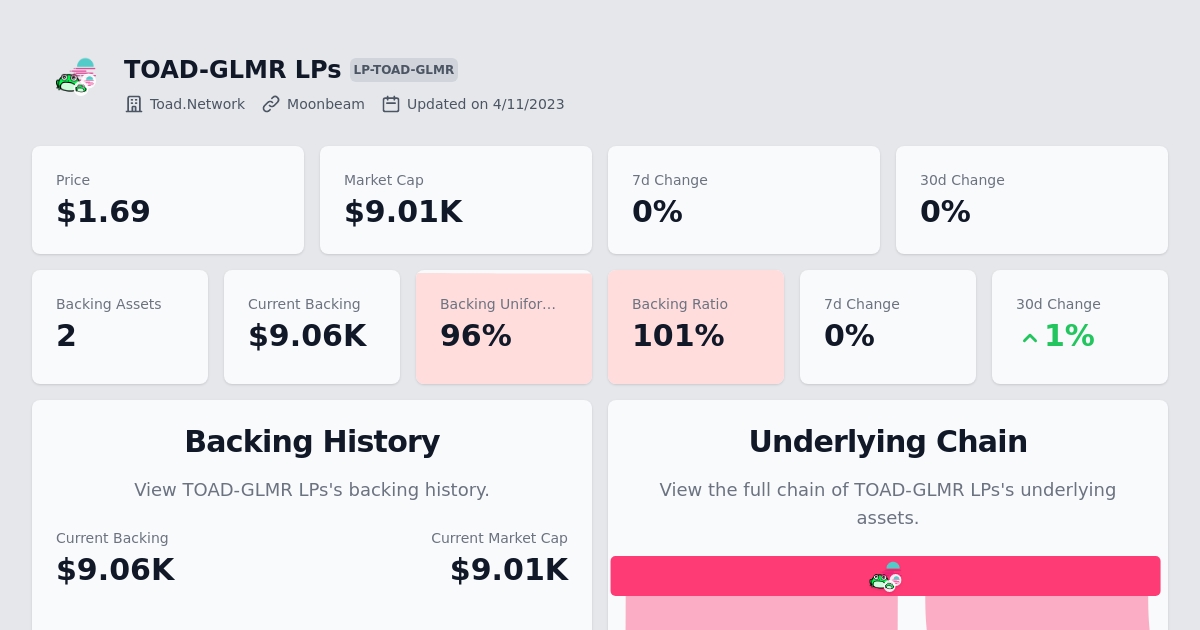 TOAD-GLMR LPs LP-TOAD-GLMR
Toad.Network Moonbeam Updated on 4/11/2023
Price Market Cap 7d Change 30d Change
$1.69 $9.01K 0% 0%
Backing Assets Current Backing Backing Unifor... Backing Ratio 7d Change 30d Change
2 $9.06K 96% 101% 0% 1%
Backing History
View TOAD-GLMR LPs's backing history.
Current Backing Current Market Cap
$9.06K $9.01K
Underlying Chain
View the full chain of TOAD-GLMR LPs's underlying
assets.